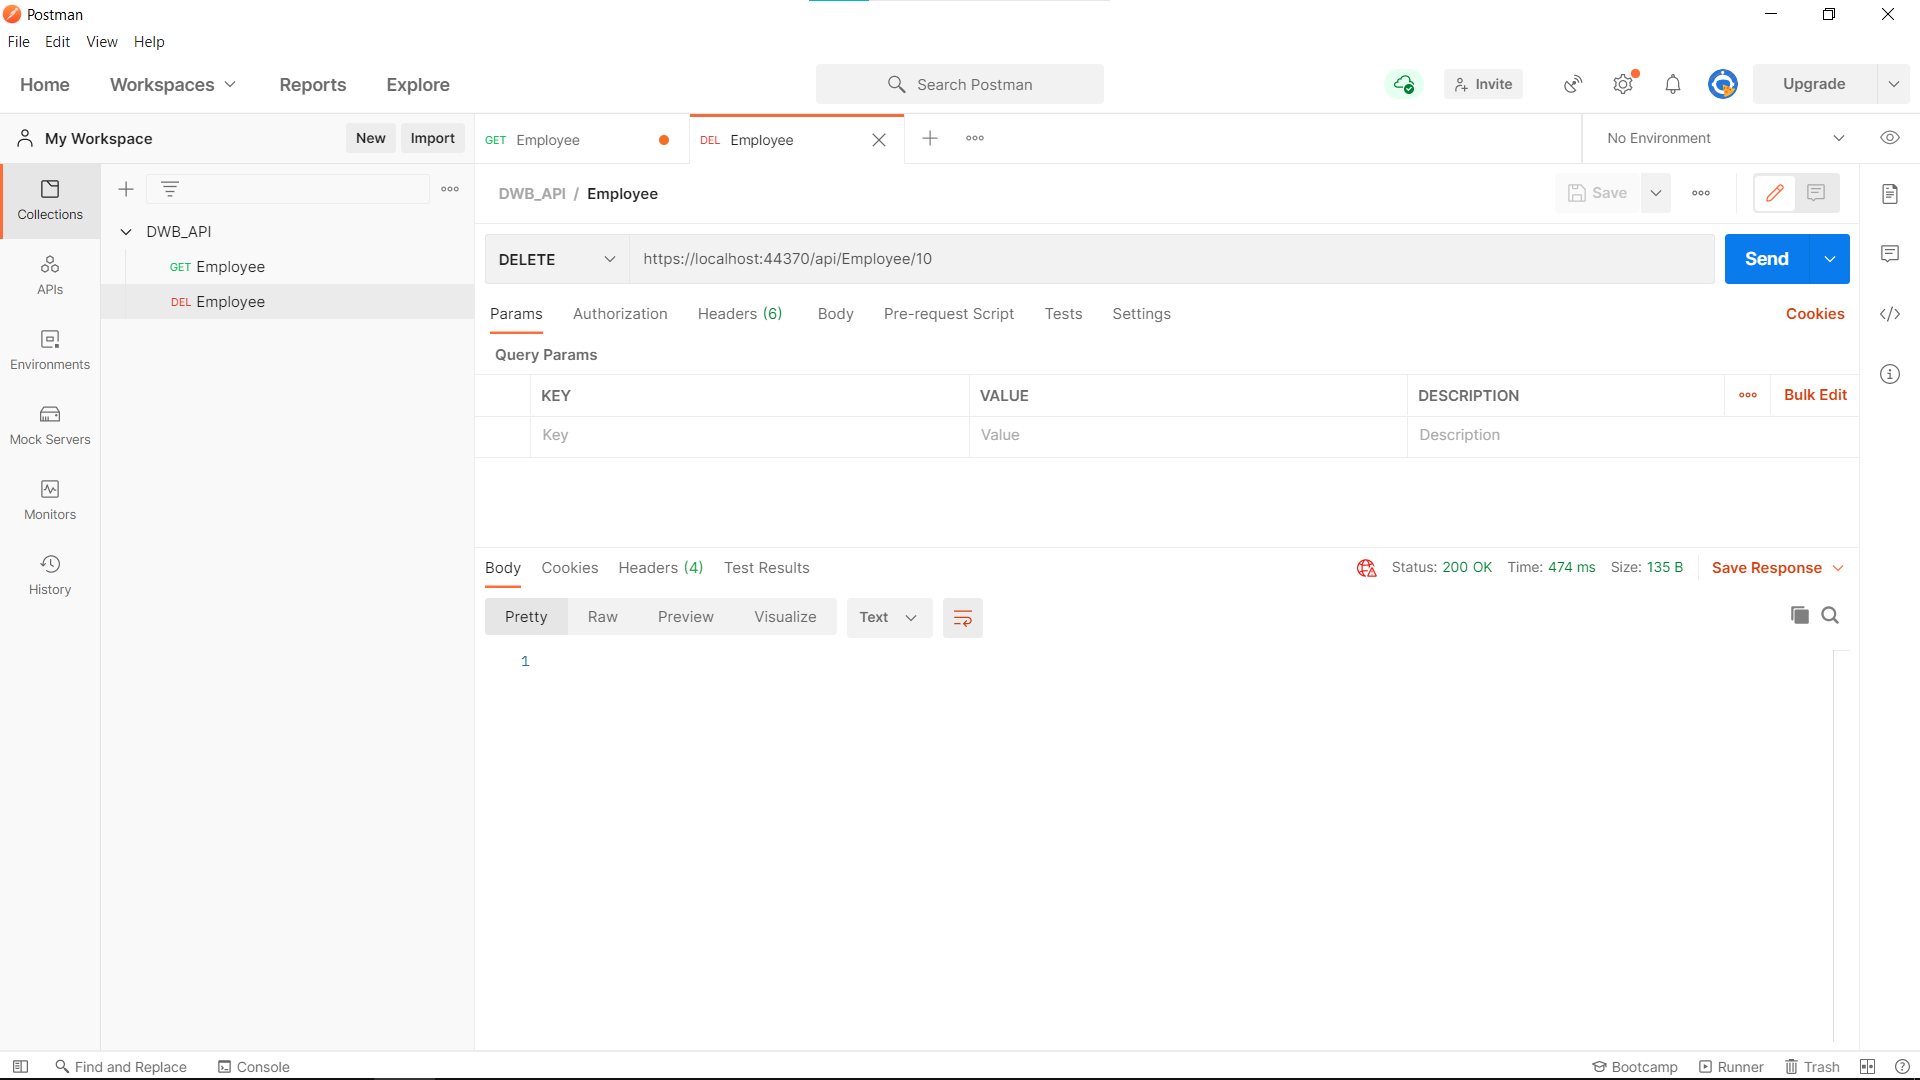 Postman
File Edit View Help
Home Workspaces Reports Explore Search Postman Invite Upgrade
My Workspace New Import GET Employee DEL Employee No Environment
Collections
APIs
Environments
Mock Servers
Monitors
History
DWB_API
GET Employee
DEL Employee
DWB_API / Employee Save
DELETE https://localhost:44370/api/Employee/10 Send
Params Authorization Headers (6) Body Pre-request Script Tests Settings Cookies
Query Params
KEY VALUE DESCRIPTION Bulk Edit
Key Value Description
Body Cookies Headers (4) Test Results Status: 200 OK Time: 474 ms Size: 135 B Save Response
Pretty Raw Preview Visualize Text
1
Find and Replace Console Bootcamp Runner Trash